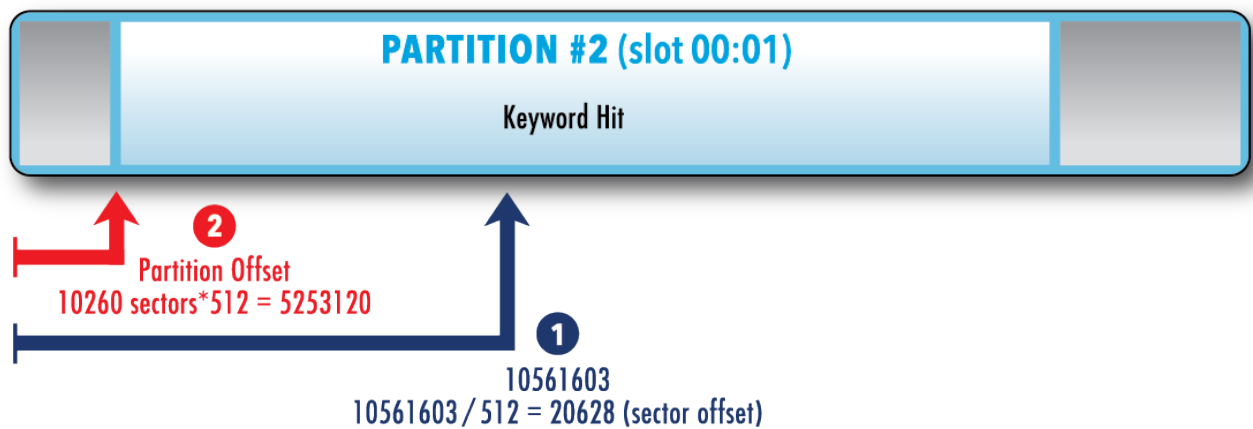 PARTITION #2 (slot 00:01)
Keyword Hit
2
Partition Offset
10260 sectors*512 = 5253120
1
10561603
10561603 / 512 = 20628 (sector offset)